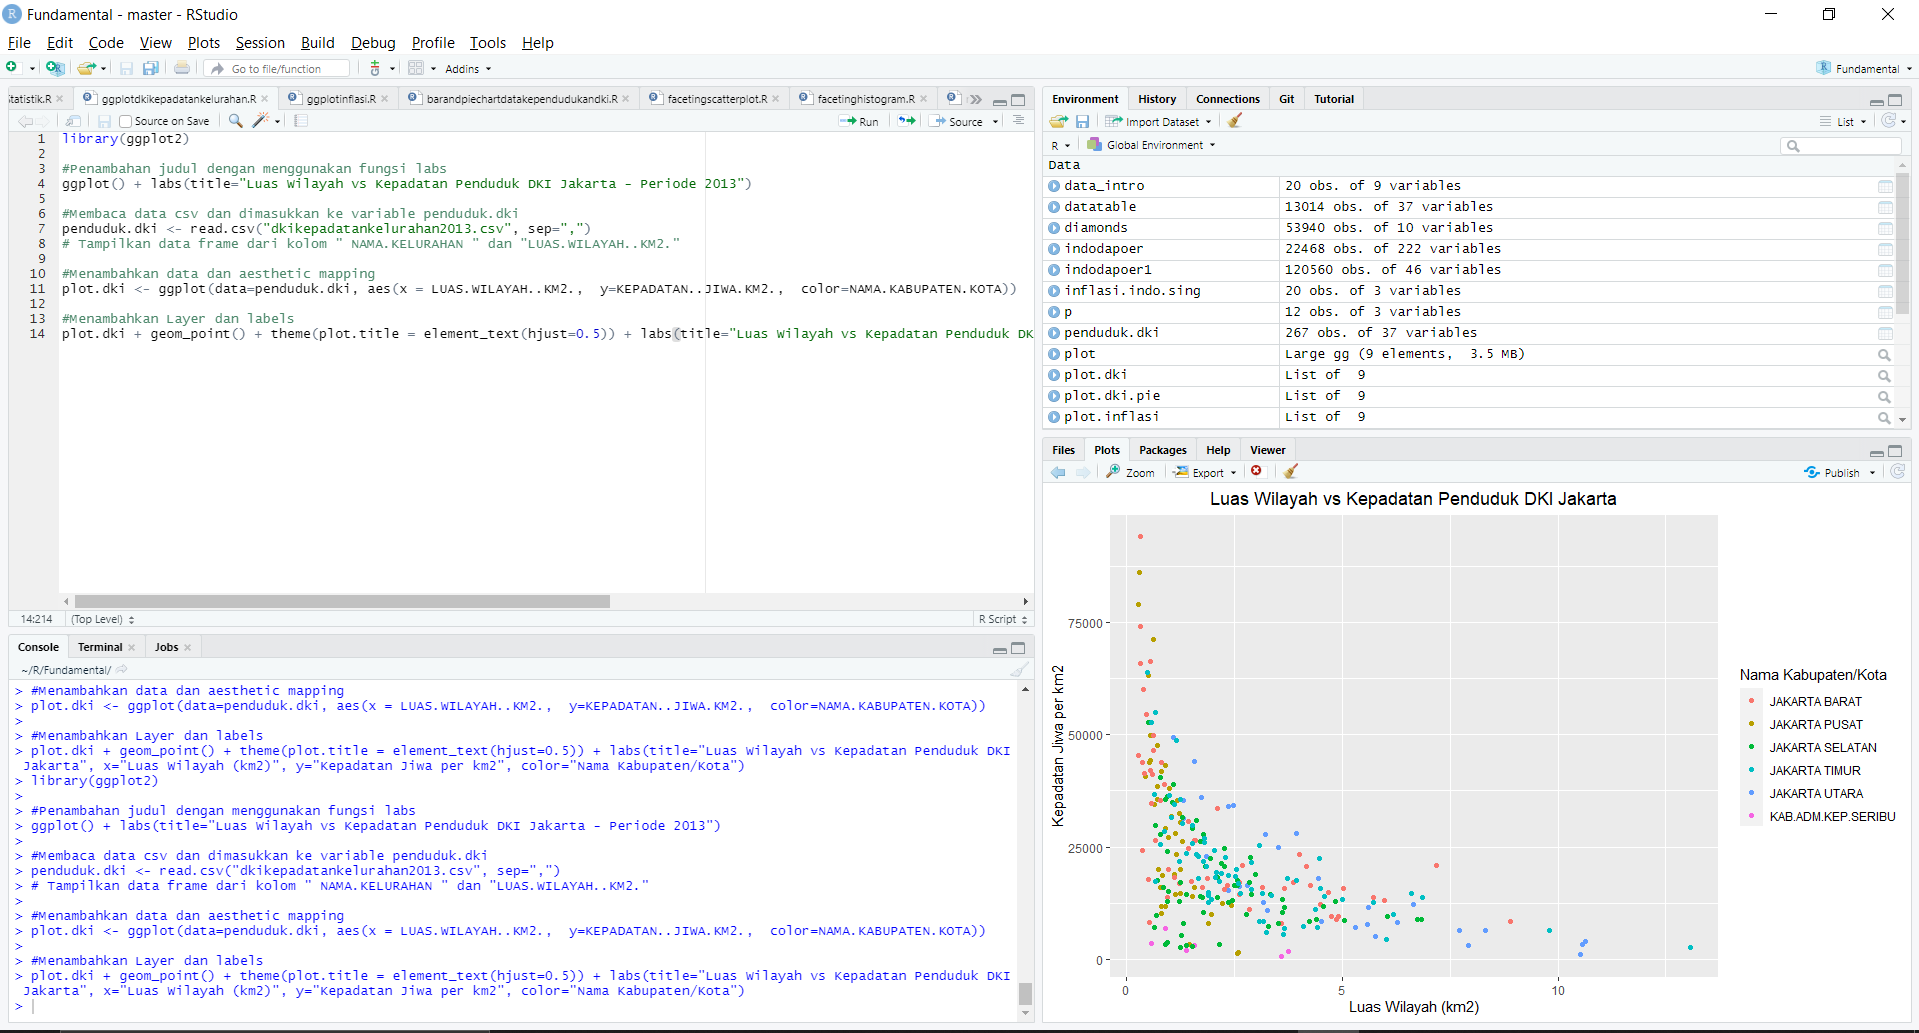 Fundamental - master - RStudio
File Edit Code View Plots Session Build Debug Profile Tools Help
Go to file/function Addins Fundamental
tatistik.R ggplotdkikepadatankelurahan.R ggplotinflasi.R barandpiechartdatakependudukandki.R facetingscatterplot.R facetinghistogram.R
Source on Save Run Source
1 library(ggplot2)
2
3 #Penambahan judul dengan menggunakan fungsi labs
4 ggplot() + labs(title="Luas Wilayah vs Kepadatan Penduduk DKI Jakarta - Periode 2013")
5
6 #Membaca data csv dan dimasukkan ke variable penduduk.dki
7 penduduk.dki <- read.csv("dkikepadatankelurahan2013.csv", sep=",")
8 # Tampilkan data frame dari kolom " NAMA.KELURAHAN " dan "LUAS.WILAYAH..KM2."
9
10 #Menambahkan data dan aesthetic mapping
11 plot.dki <- ggplot(data=penduduk.dki, aes(x = LUAS.WILAYAH..KM2.,  y=KEPADATAN..JIWA.KM2.,  color=NAMA.KABUPATEN.KOTA))
12
13 #Menambahkan Layer dan labels
14 plot.dki + geom_point() + theme(plot.title = element_text(hjust=0.5)) + labs(title="Luas Wilayah vs Kepadatan Penduduk DK
14:214 (Top Level) R Script
Console Terminal Jobs
~/R/Fundamental/
> #Menambahkan data dan aesthetic mapping
> plot.dki <- ggplot(data=penduduk.dki, aes(x = LUAS.WILAYAH..KM2.,  y=KEPADATAN..JIWA.KM2.,  color=NAMA.KABUPATEN.KOTA))
>
> #Menambahkan Layer dan labels
> plot.dki + geom_point() + theme(plot.title = element_text(hjust=0.5)) + labs(title="Luas Wilayah vs Kepadatan Penduduk DKI
Jakarta", x="Luas Wilayah (km2)", y="Kepadatan Jiwa per km2", color="Nama Kabupaten/Kota")
> library(ggplot2)
>
> #Penambahan judul dengan menggunakan fungsi labs
> ggplot() + labs(title="Luas Wilayah vs Kepadatan Penduduk DKI Jakarta - Periode 2013")
>
> #Membaca data csv dan dimasukkan ke variable penduduk.dki
> penduduk.dki <- read.csv("dkikepadatankelurahan2013.csv", sep=",")
> # Tampilkan data frame dari kolom " NAMA.KELURAHAN " dan "LUAS.WILAYAH..KM2."
>
> #Menambahkan data dan aesthetic mapping
> plot.dki <- ggplot(data=penduduk.dki, aes(x = LUAS.WILAYAH..KM2.,  y=KEPADATAN..JIWA.KM2.,  color=NAMA.KABUPATEN.KOTA))
>
> #Menambahkan Layer dan labels
> plot.dki + geom_point() + theme(plot.title = element_text(hjust=0.5)) + labs(title="Luas Wilayah vs Kepadatan Penduduk DKI
Jakarta", x="Luas Wilayah (km2)", y="Kepadatan Jiwa per km2", color="Nama Kabupaten/Kota")
>
Environment History Connections Git Tutorial
Import Dataset List
R Global Environment
Data
data_intro 20 obs. of 9 variables
datatable 13014 obs. of 37 variables
diamonds 53940 obs. of 10 variables
indodapoer 22468 obs. of 222 variables
indodapoer1 120560 obs. of 46 variables
inflasi.indo.sing 20 obs. of 3 variables
p 12 obs. of 3 variables
penduduk.dki 267 obs. of 37 variables
plot Large gg (9 elements,  3.5 MB)
plot.dki List of  9
plot.dki.pie List of  9
plot.inflasi List of  9
Files Plots Packages Help Viewer
Zoom Export Publish
Luas Wilayah vs Kepadatan Penduduk DKI Jakarta
Kepadatan Jiwa per km2
75000
50000
25000
0
0 5 10
Luas Wilayah (km2)
Nama Kabupaten/Kota
JAKARTA BARAT
JAKARTA PUSAT
JAKARTA SELATAN
JAKARTA TIMUR
JAKARTA UTARA
KAB.ADM.KEP.SERIBU